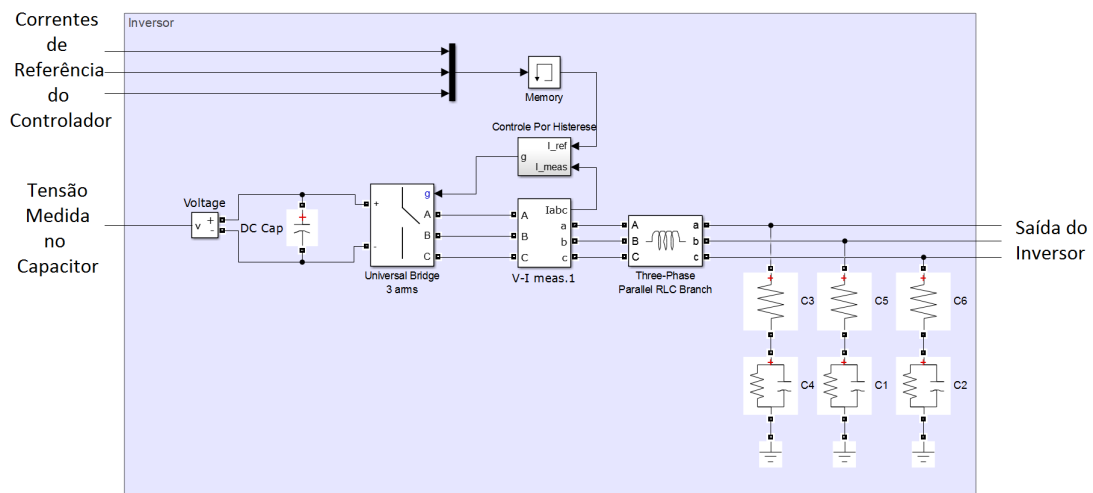 Inversor
Correntes
de
Referência
do
Controlador
Memory
Controle Por Histerese
I_ref
g
I_meas
Tensão
Medida
no
Capacitor
Voltage
v
+
-
DC Cap
+
g
+
A
B
-
C
Universal Bridge
3 arms
Iabc
A
a
B
b
C
c
V-I meas.1
A
a
B
b
C
c
Three-Phase
Parallel RLC Branch
Saída do
Inversor
+
C3
+
C5
+
C6
+
C4
+
C1
+
C2